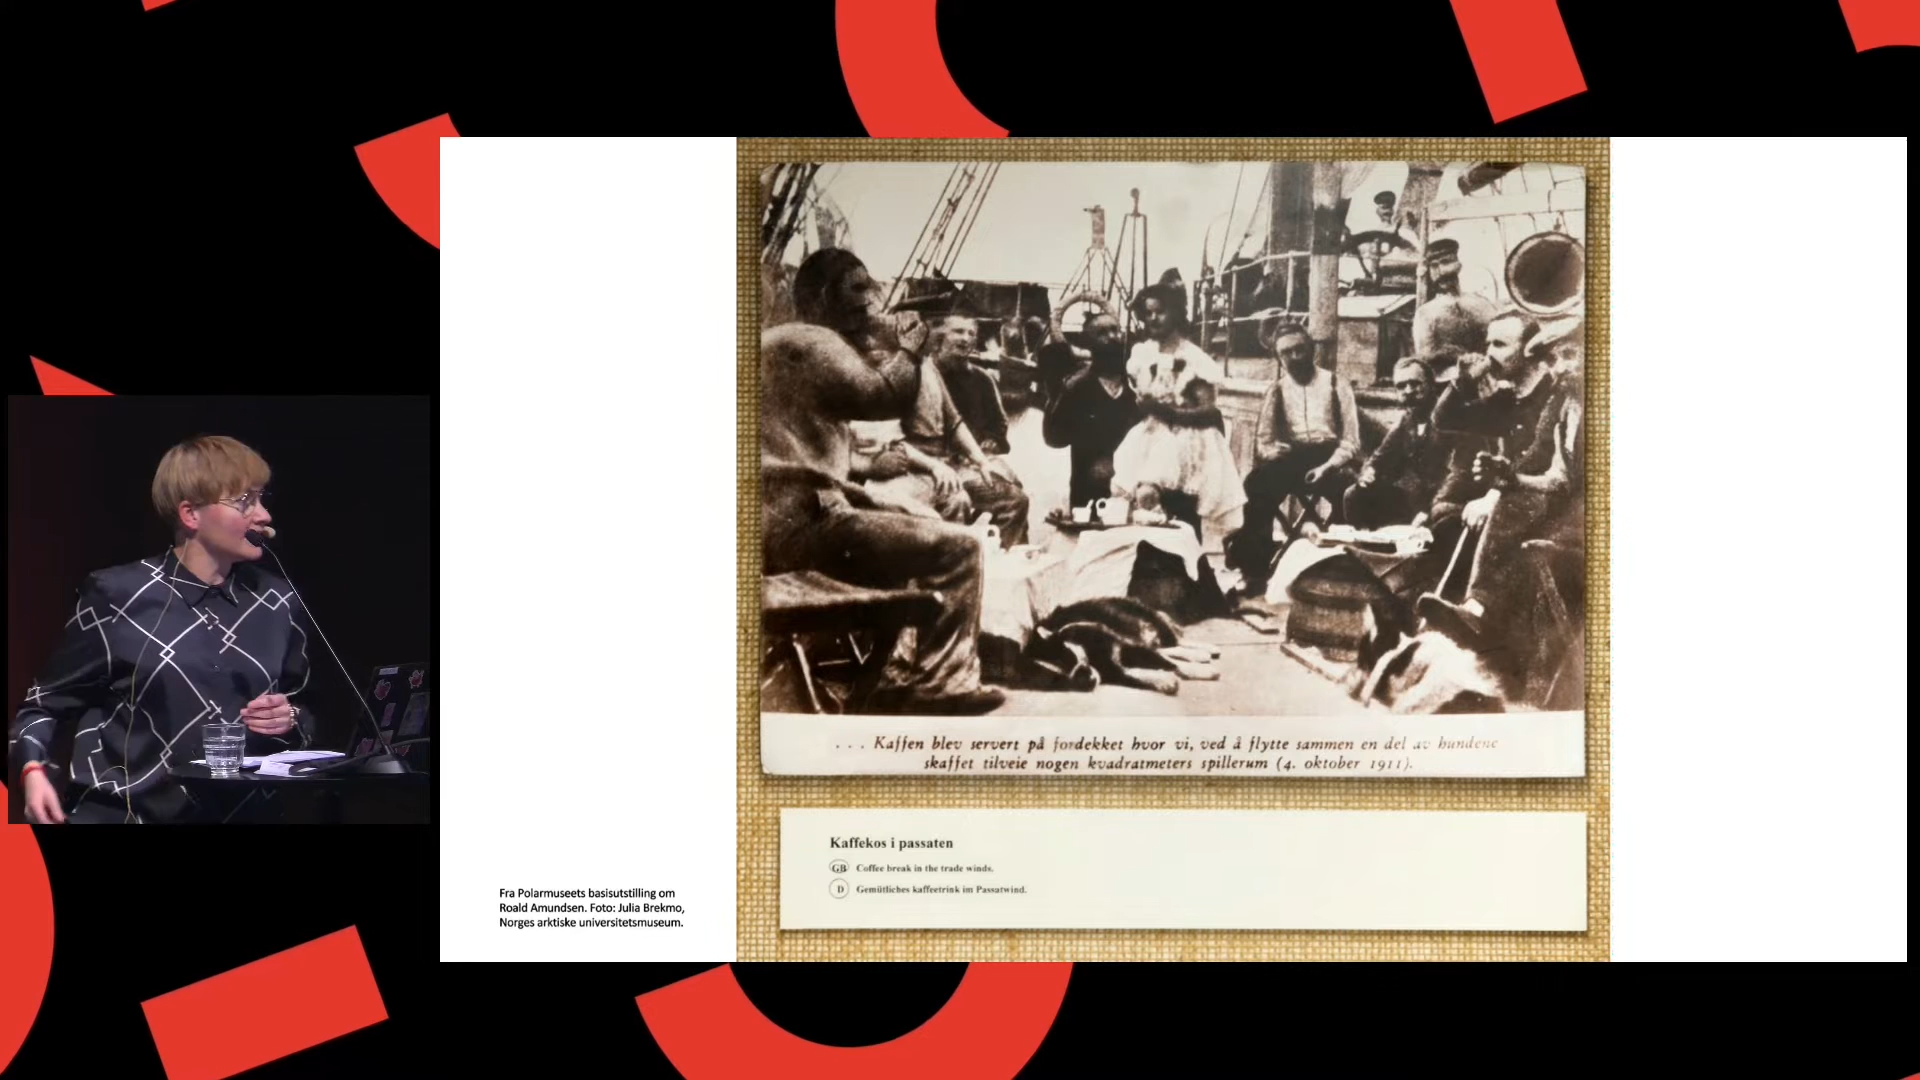 . . . Kaffen blev servert på fordekket hvor vi, ved å flytte sammen en del av hundene
skaffet tilveie nogen kvadratmeters spillerum (4. oktober 1911).
Kaffekos i passaten
GB Coffee break in the trade winds.
D Gemütliches kaffeetrink im Passatwind.
Fra Polarmuseets basisutstilling om
Roald Amundsen. Foto: Julia Brekmo,
Norges arktiske universitetsmuseum.